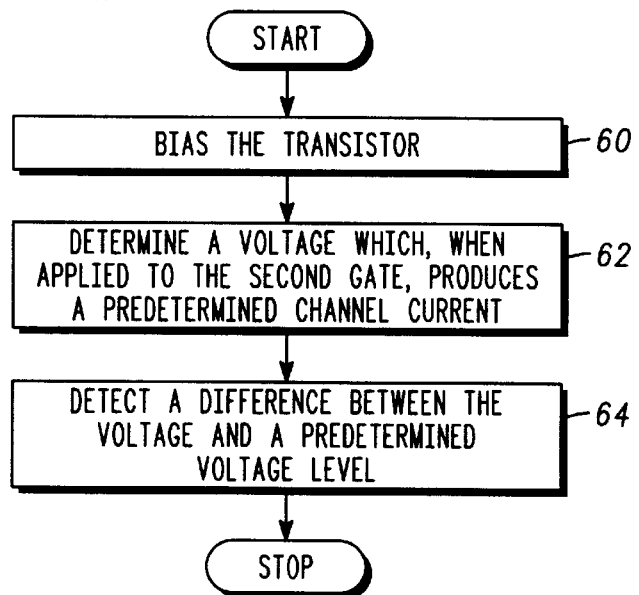 START
BIAS THE TRANSISTOR
60
DETERMINE A VOLTAGE WHICH, WHEN
APPLIED TO THE SECOND GATE, PRODUCES
A PREDETERMINED CHANNEL CURRENT
62
DETECT A DIFFERENCE BETWEEN THE
VOLTAGE AND A PREDETERMINED
VOLTAGE LEVEL
64
STOP